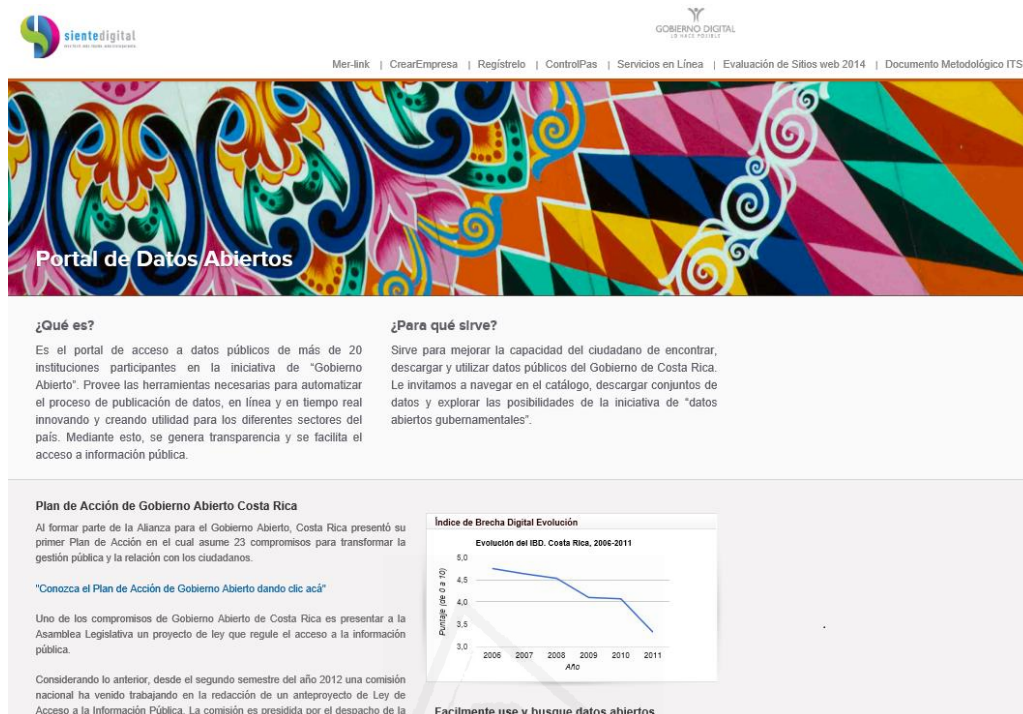 sientedigital
GOBIERNO DIGITAL
LO HACE POSIBLE
Mer-link | CrearEmpresa | Regístrelo | ControlPas | Servicios en Línea | Evaluación de Sitios web 2014 | Documento Metodológico ITS
Portal de Datos Abiertos
¿Qué es?
Es el portal de acceso a datos públicos de más de 20
instituciones participantes en la iniciativa de "Gobierno
Abierto". Provee las herramientas necesarias para automatizar
el proceso de publicación de datos, en línea y en tiempo real
innovando y creando utilidad para los diferentes sectores del
país. Mediante esto, se genera transparencia y se facilita el
acceso a información pública.
¿Para qué sirve?
Sirve para mejorar la capacidad del ciudadano de encontrar,
descargar y utilizar datos públicos del Gobierno de Costa Rica.
Le invitamos a navegar en el catálogo, descargar conjuntos de
datos y explorar las posibilidades de la iniciativa de "datos
abiertos gubernamentales".
Plan de Acción de Gobierno Abierto Costa Rica
Al formar parte de la Alianza para el Gobierno Abierto, Costa Rica presentó su
primer Plan de Acción en el cual asume 23 compromisos para transformar la
gestión pública y la relación con los ciudadanos.
"Conozca el Plan de Acción de Gobierno Abierto dando clic acá"
Uno de los compromisos de Gobierno Abierto de Costa Rica es presentar a la
Asamblea Legislativa un proyecto de ley que regule el acceso a la información
pública.
Considerando lo anterior, desde el segundo semestre del año 2012 una comisión
nacional ha venido trabajando en la redacción de un anteproyecto de Ley de
Acceso a la Información Pública. La comisión es presidida por el despacho de la
Índice de Brecha Digital Evolución
Evolución del IBD. Costa Rica, 2006-2011
Puntaje (de 0 a 10)
5,0
4,5
4,0
3,5
3,0
2006 2007 2008 2009 2010 2011
Año
Facilmente use y busque datos abiertos